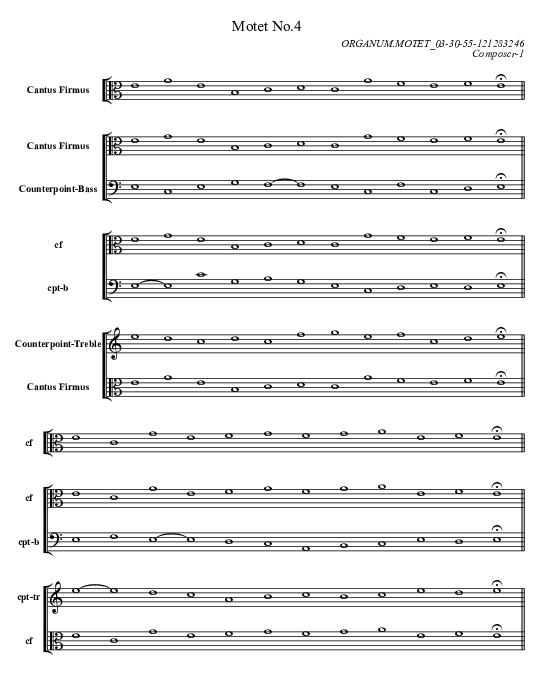 Motet No.4
ORGANUM.MOTET_03-30-55-121283246
Composer-1
Cantus Firmus
Cantus Firmus
Counterpoint-Bass
cf
cpt-b
Counterpoint-Treble
Cantus Firmus
cf
cf
cpt-b
cpt-tr
cf